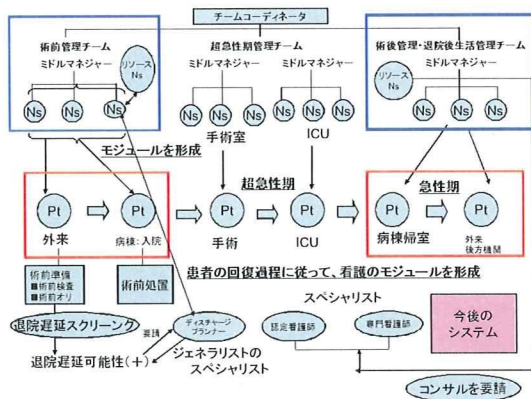 チームコーディネータ
術前管理チーム
ミドルマネジャー
リソース
Ns
Ns
Ns
Ns
超急性期管理チーム
ミドルマネジャー
ミドルマネジャー
Ns
Ns
Ns
Ns
Ns
Ns
手術室
ICU
術後管理・退院後生活管理チーム
ミドルマネジャー
リソース
Ns
Ns
Ns
Ns
モジュールを形成
超急性期
急性期
Pt
Pt
Pt
Pt
Pt
Pt
外来
病棟:入院
手術
ICU
病棟帰室
外来
後方機関
術前準備
■術前検査
■術前オリ
術前処置
患者の回復過程に従って、看護のモジュールを形成
退院遅延スクリーング
退院遅延可能性(+)
要請
ディスチャージ
プランナー
ジェネラリストの
スペシャリスト
スペシャリスト
認定看護師
専門看護師
今後の
システム
コンサルを要請